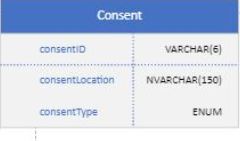 Consent
consentID VARCHAR(6)
consentLocation NVARCHAR(150)
consentType ENUM